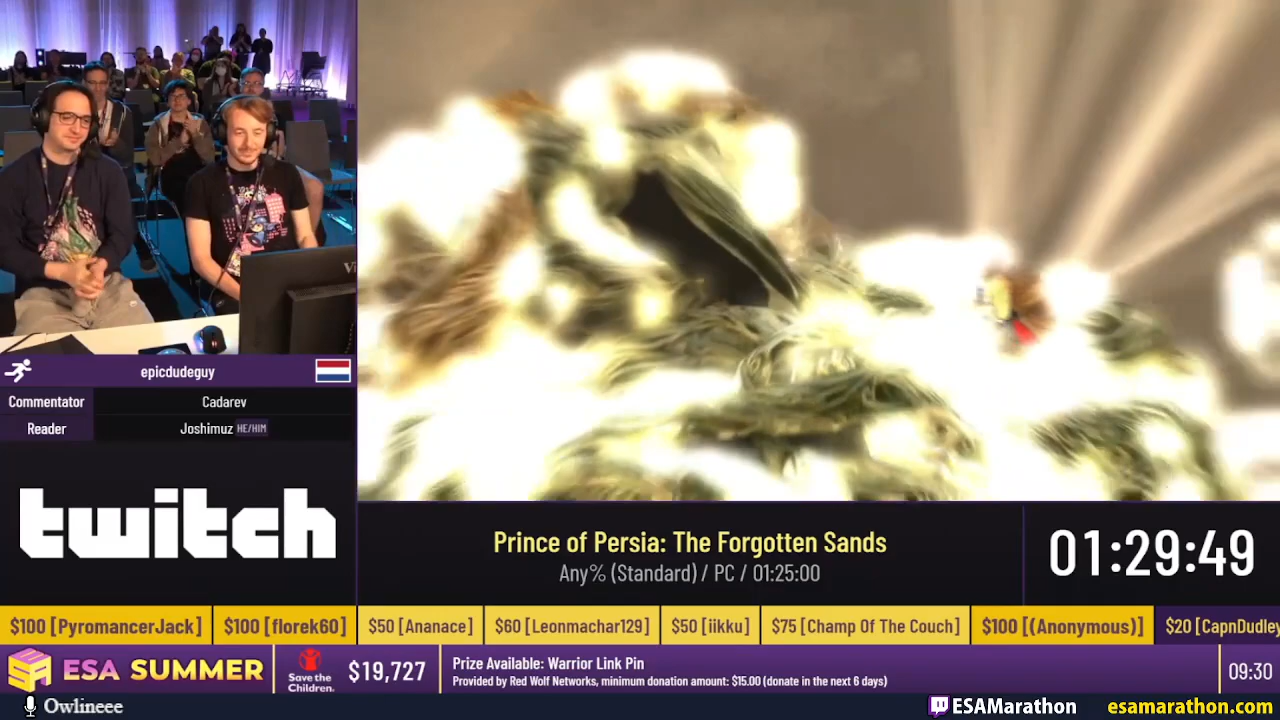 epicdudeguy
Commentator
Cadarev
Reader
Joshimuz HE/HIM
twitch
Prince of Persia: The Forgotten Sands
Any% (Standard) / PC / 01:25:00
01:29:49
$100 [PyromancerJack]
$100 [florek60]
$50 [Ananace]
$60 [Leonmachar129]
$50 [iikku]
$75 [Champ Of The Couch]
$100 [(Anonymous)]
$20 [CapnDudley
ESA SUMMER
Save the
Children.
$19,727
Prize Available: Warrior Link Pin
Provided by Red Wolf Networks, minimum donation amount: $15.00 (donate in the next 6 days)
09:30
Owlineee
ESAMarathon
esamarathon.com